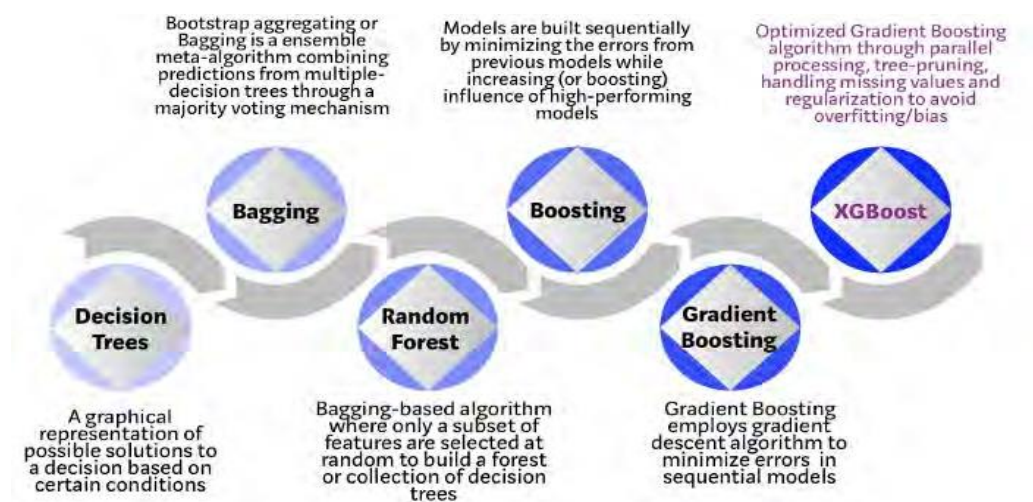 Bootstrap aggregating or
Bagging is a ensemble
meta-algorithm combining
predictions from multiple-
decision trees through a
majority voting mechanism
Models are built sequentially
by minimizing the errors from
previous models while
increasing (or boosting)
influence of high-performing
models
Optimized Gradient Boosting
algorithm through parallel
processing, tree-pruning,
handling missing values and
regularization to avoid
overfitting/bias
Bagging
Boosting
XGBoost
Decision
Trees
Random
Forest
Gradient
Boosting
A graphical
representation of
possible solutions to
a decision based on
certain conditions
Bagging-based algorithm
where only a subset of
features are selected at
random to build a forest
or collection of decision
trees
Gradient Boosting
employs gradient
descent algorithm to
minimize errors in
sequential models